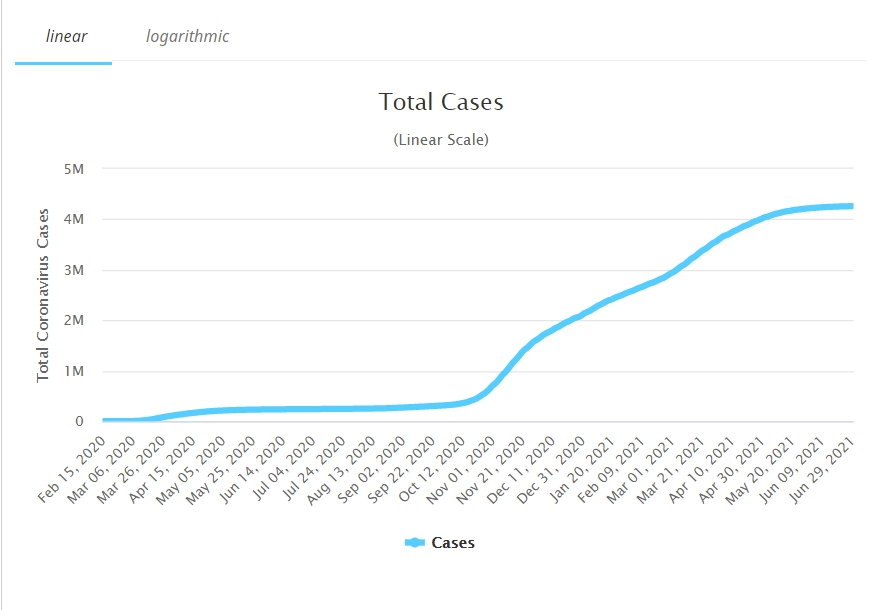 linear
logarithmic
Total Cases
(Linear Scale)
Total Coronavirus Cases
5M
4M
3M
2M
1M
0
Feb 15, 2020
Mar 06, 2020
Mar 26, 2020
Apr 15, 2020
May 05, 2020
May 25, 2020
Jun 14, 2020
Jul 04, 2020
Jul 24, 2020
Aug 13, 2020
Sep 02, 2020
Sep 22, 2020
Oct 12, 2020
Nov 01, 2020
Nov 21, 2020
Dec 11, 2020
Dec 31, 2020
Jan 20, 2021
Feb 09, 2021
Mar 01, 2021
Mar 21, 2021
Apr 10, 2021
Apr 30, 2021
May 20, 2021
Jun 09, 2021
Jun 29, 2021
Cases